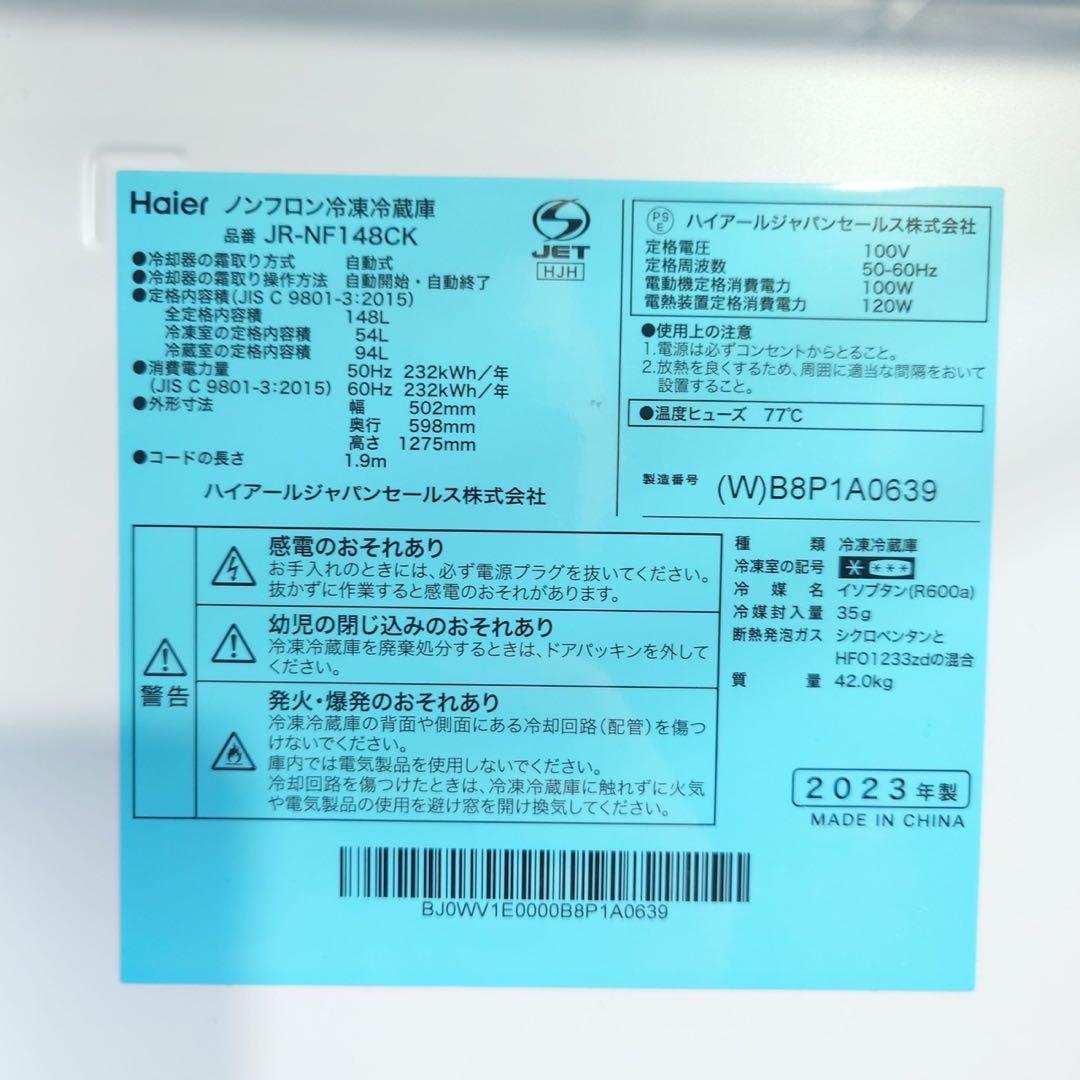 Haier ノンフロン冷凍冷蔵庫
品番 JR-NF148CK
●冷却器の霜取り方式 自動式
●冷却器の霜取り操作方法 自動開始・自動終了
●定格内容積(JIS C 9801-3:2015)
全定格内容積 148L
冷凍室の定格内容積 54L
冷蔵室の定格内容積 94L
●消費電力量 50Hz 232kWh/年
(JIS C 9801-3:2015) 60Hz 232kWh/年
●外形寸法 幅 502mm
奥行 598mm
高さ 1275mm
●コードの長さ 1.9m
ハイアールジャパンセールス株式会社
JET
HJH
PS
E
ハイアールジャパンセールス株式会社
定格電圧 100V
定格周波数 50-60Hz
電動機定格消費電力 100W
電熱装置定格消費電力 120W
●使用上の注意
1.電源は必ずコンセントからとること。
2.放熱を良くするため、周囲に適当な間隔をおいて
設置すること。
●温度ヒューズ 77℃
製造番号 (W)B8P1A0639
警告
感電のおそれあり
お手入れのときには、必ず電源プラグを抜いてください。
抜かずに作業すると感電のおそれがあります。
幼児の閉じ込みのおそれあり
冷凍冷蔵庫を廃棄処分するときは、ドアパッキンを外して
ください。
発火・爆発のおそれあり
冷凍冷蔵庫の背面や側面にある冷却回路(配管)を傷つ
けないでください。
庫内では電気製品を使用しないでください。
冷却回路を傷つけたときは、冷凍冷蔵庫に触れずに火気
や電気製品の使用を避け窓を開け換気してください。
種類 冷凍冷蔵庫
冷凍室の記号
冷媒名 イソブタン(R600a)
冷媒封入量 35g
断熱発泡ガス シクロペンタンと
HFO1233zdの混合
質量 42.0kg
2023年製
MADE IN CHINA
BJ0WV1E0000B8P1A0639